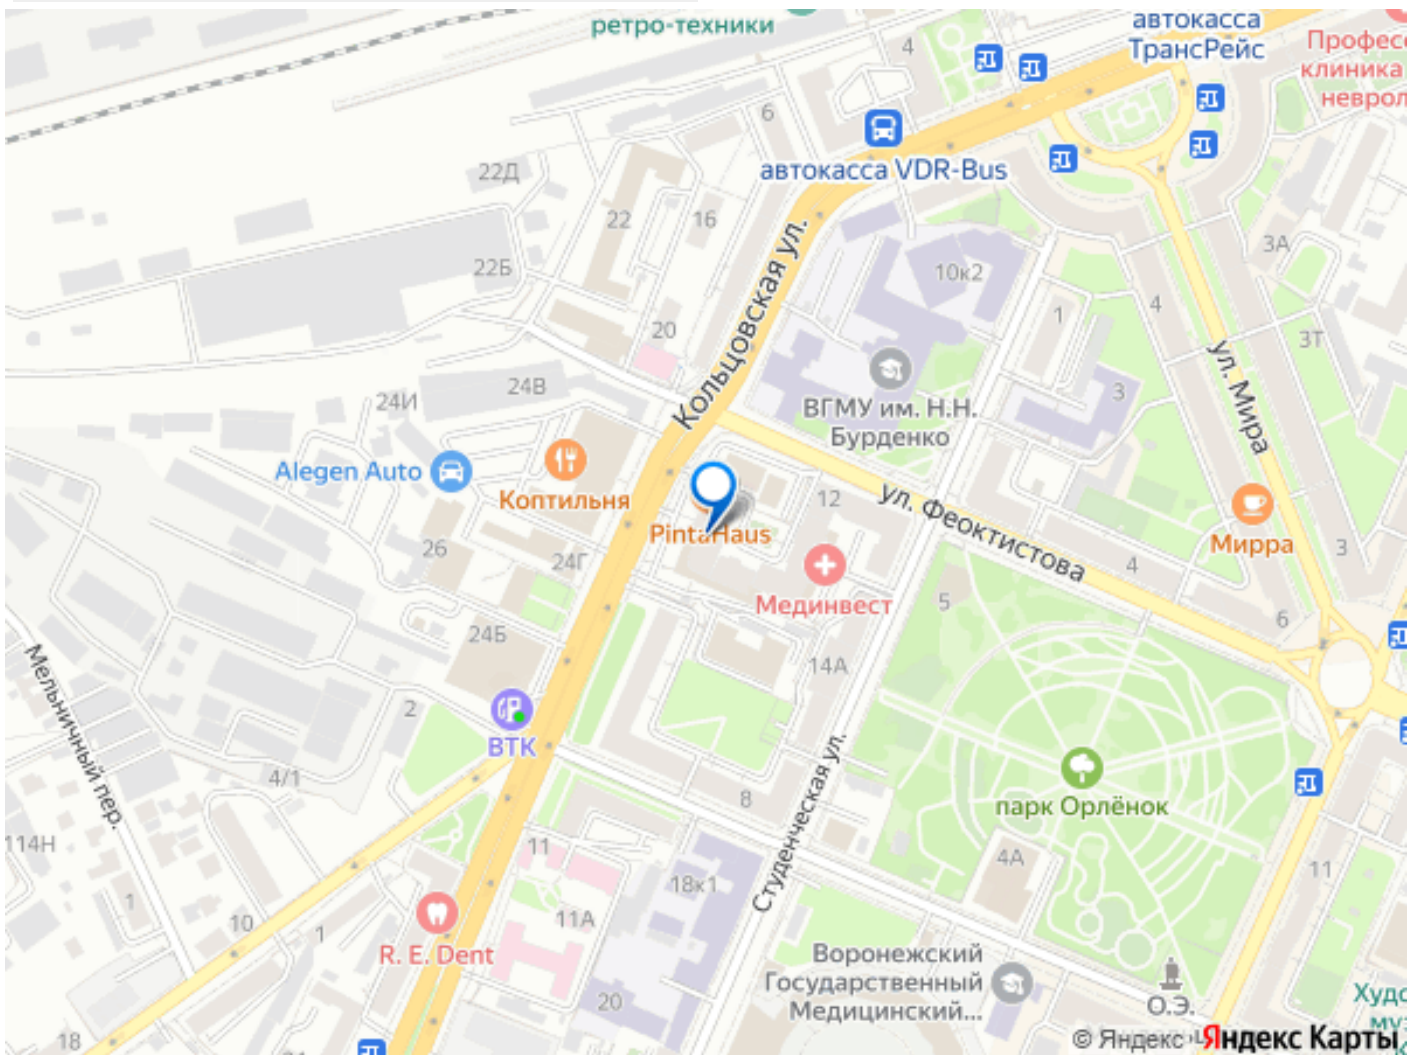 ретро-техники
автокасса
ТрансРейс
Професс
клиника
неврол
4
6
автокасса VDR-Bus
22Д
22
16
22Б
20
Кольцовская ул.
10к2
3А
4
1
3Т
3
ул. Мира
24В
24И
ВГМУ им. Н.Н.
Бурденко
Alegen Auto
Коптильня
12
ул. Феоктистова
PintaHaus
Мирра
26
24Г
4
3
Мединвест
5
6
24Б
14А
Мельничный пер.
2
ВТК
4/1
8
Студенческая ул.
парк Орлёнок
114Н
11
4А
11
18к1
1
10
1
11А
R. E. Dent
Воронежский
Государственный
Медицинский...
20
О.Э.
Худо
муз
18
© Яндекс
Яндекс Карты